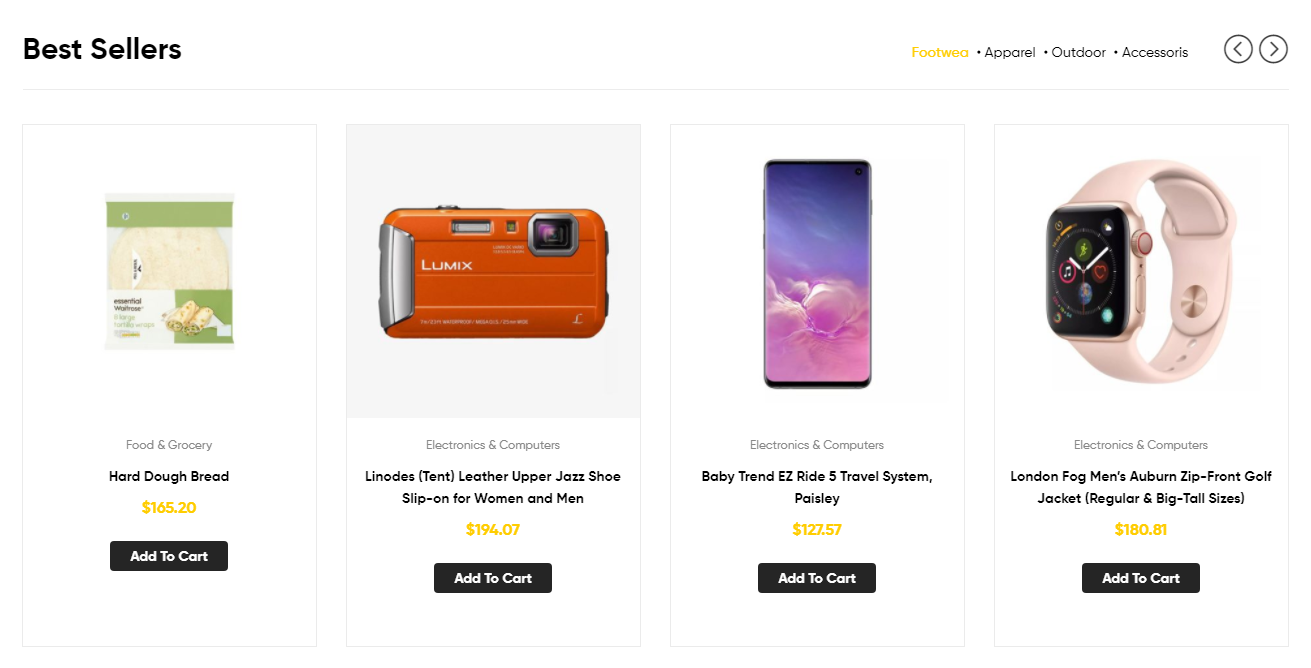 Best Sellers
Footwea • Apparel • Outdoor • Accessoris
essential
Waitrose
tortilla wraps
LUMIX
Food & Grocery
Electronics & Computers
Electronics & Computers
Electronics & Computers
Hard Dough Bread
$165.20
Add To Cart
Linodes (Tent) Leather Upper Jazz Shoe
Slip-on for Women and Men
$194.07
Add To Cart
Baby Trend EZ Ride 5 Travel System,
Paisley
$127.57
Add To Cart
London Fog Men’s Auburn Zip-Front Golf
Jacket (Regular & Big-Tall Sizes)
$180.81
Add To Cart